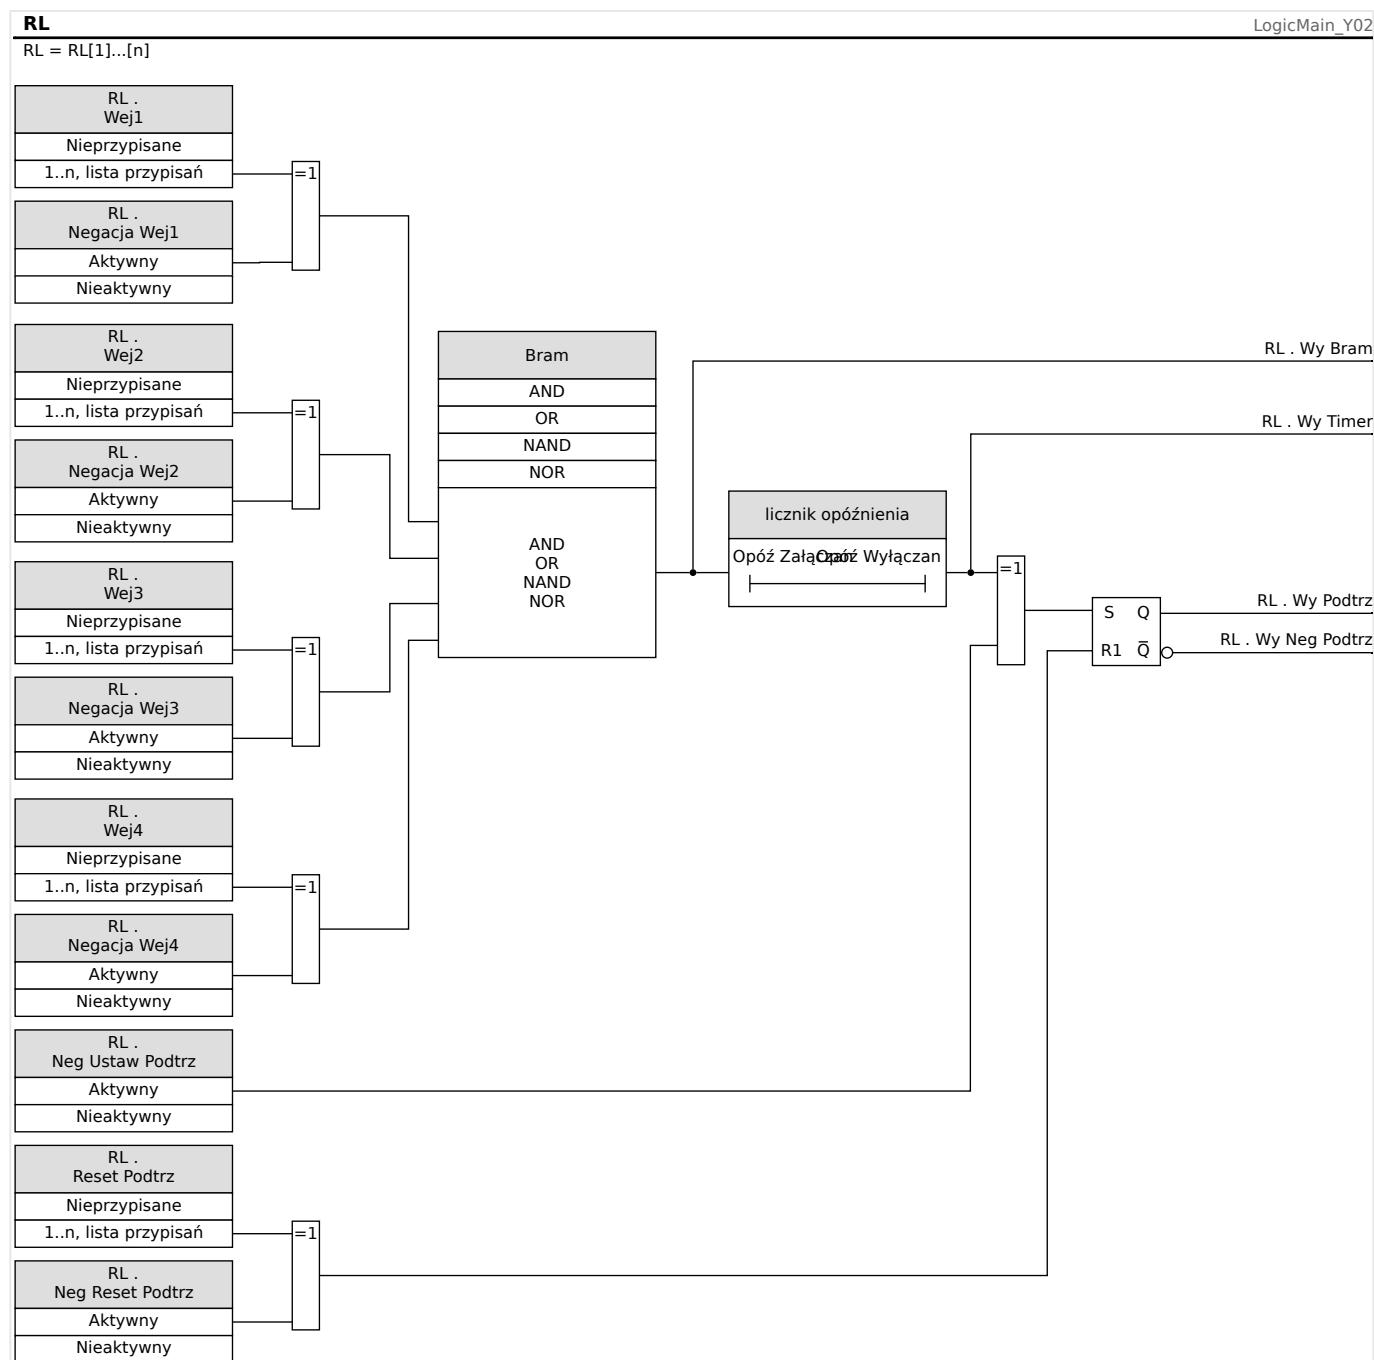 RL
LogicMain_Y02
RL = RL[1]...[n]
RL .
Wej1
Nieprzypisane
1..n, lista przypisań
=1
RL .
Negacja Wej1
Aktywny
Nieaktywny
RL .
Wej2
Nieprzypisane
1..n, lista przypisań
=1
RL .
Negacja Wej2
Aktywny
Nieaktywny
RL .
Wej3
Nieprzypisane
1..n, lista przypisań
=1
RL .
Negacja Wej3
Aktywny
Nieaktywny
RL .
Wej4
Nieprzypisane
1..n, lista przypisań
=1
RL .
Negacja Wej4
Aktywny
Nieaktywny
RL .
Neg Ustaw Podtrz
Aktywny
Nieaktywny
RL .
Reset Podtrz
Nieprzypisane
1..n, lista przypisań
=1
RL .
Neg Reset Podtrz
Aktywny
Nieaktywny
Bram
AND
OR
NAND
NOR
AND
OR
NAND
NOR
licznik opóźnienia
Opóź Załączan
Opóź Wyłączan
=1
S Q
R1 Q̅
RL . Wy Bram
RL . Wy Timer
RL . Wy Podtrz
RL . Wy Neg Podtrz